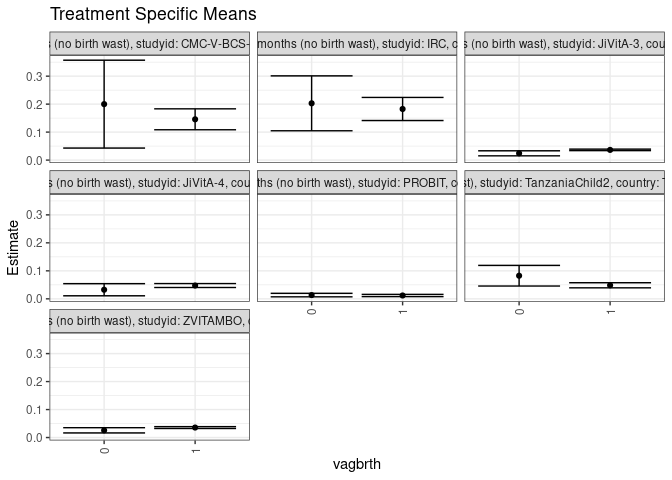 Treatment Specific Means
s (no birth wast), studyid: CMC-V-BCS-
months (no birth wast), studyid: IRC, c
s (no birth wast), studyid: JiVitA-3, cou
0.3
0.2
0.1
0.0
s (no birth wast), studyid: JiVitA-4, cou
ths (no birth wast), studyid: PROBIT, co
st), studyid: TanzaniaChild2, country: T
0.3
0.2
0.1
0.0
0
1
0
1
s (no birth wast), studyid: ZVITAMBO,
0.3
0.2
0.1
0.0
0
1
Estimate
vagbrth